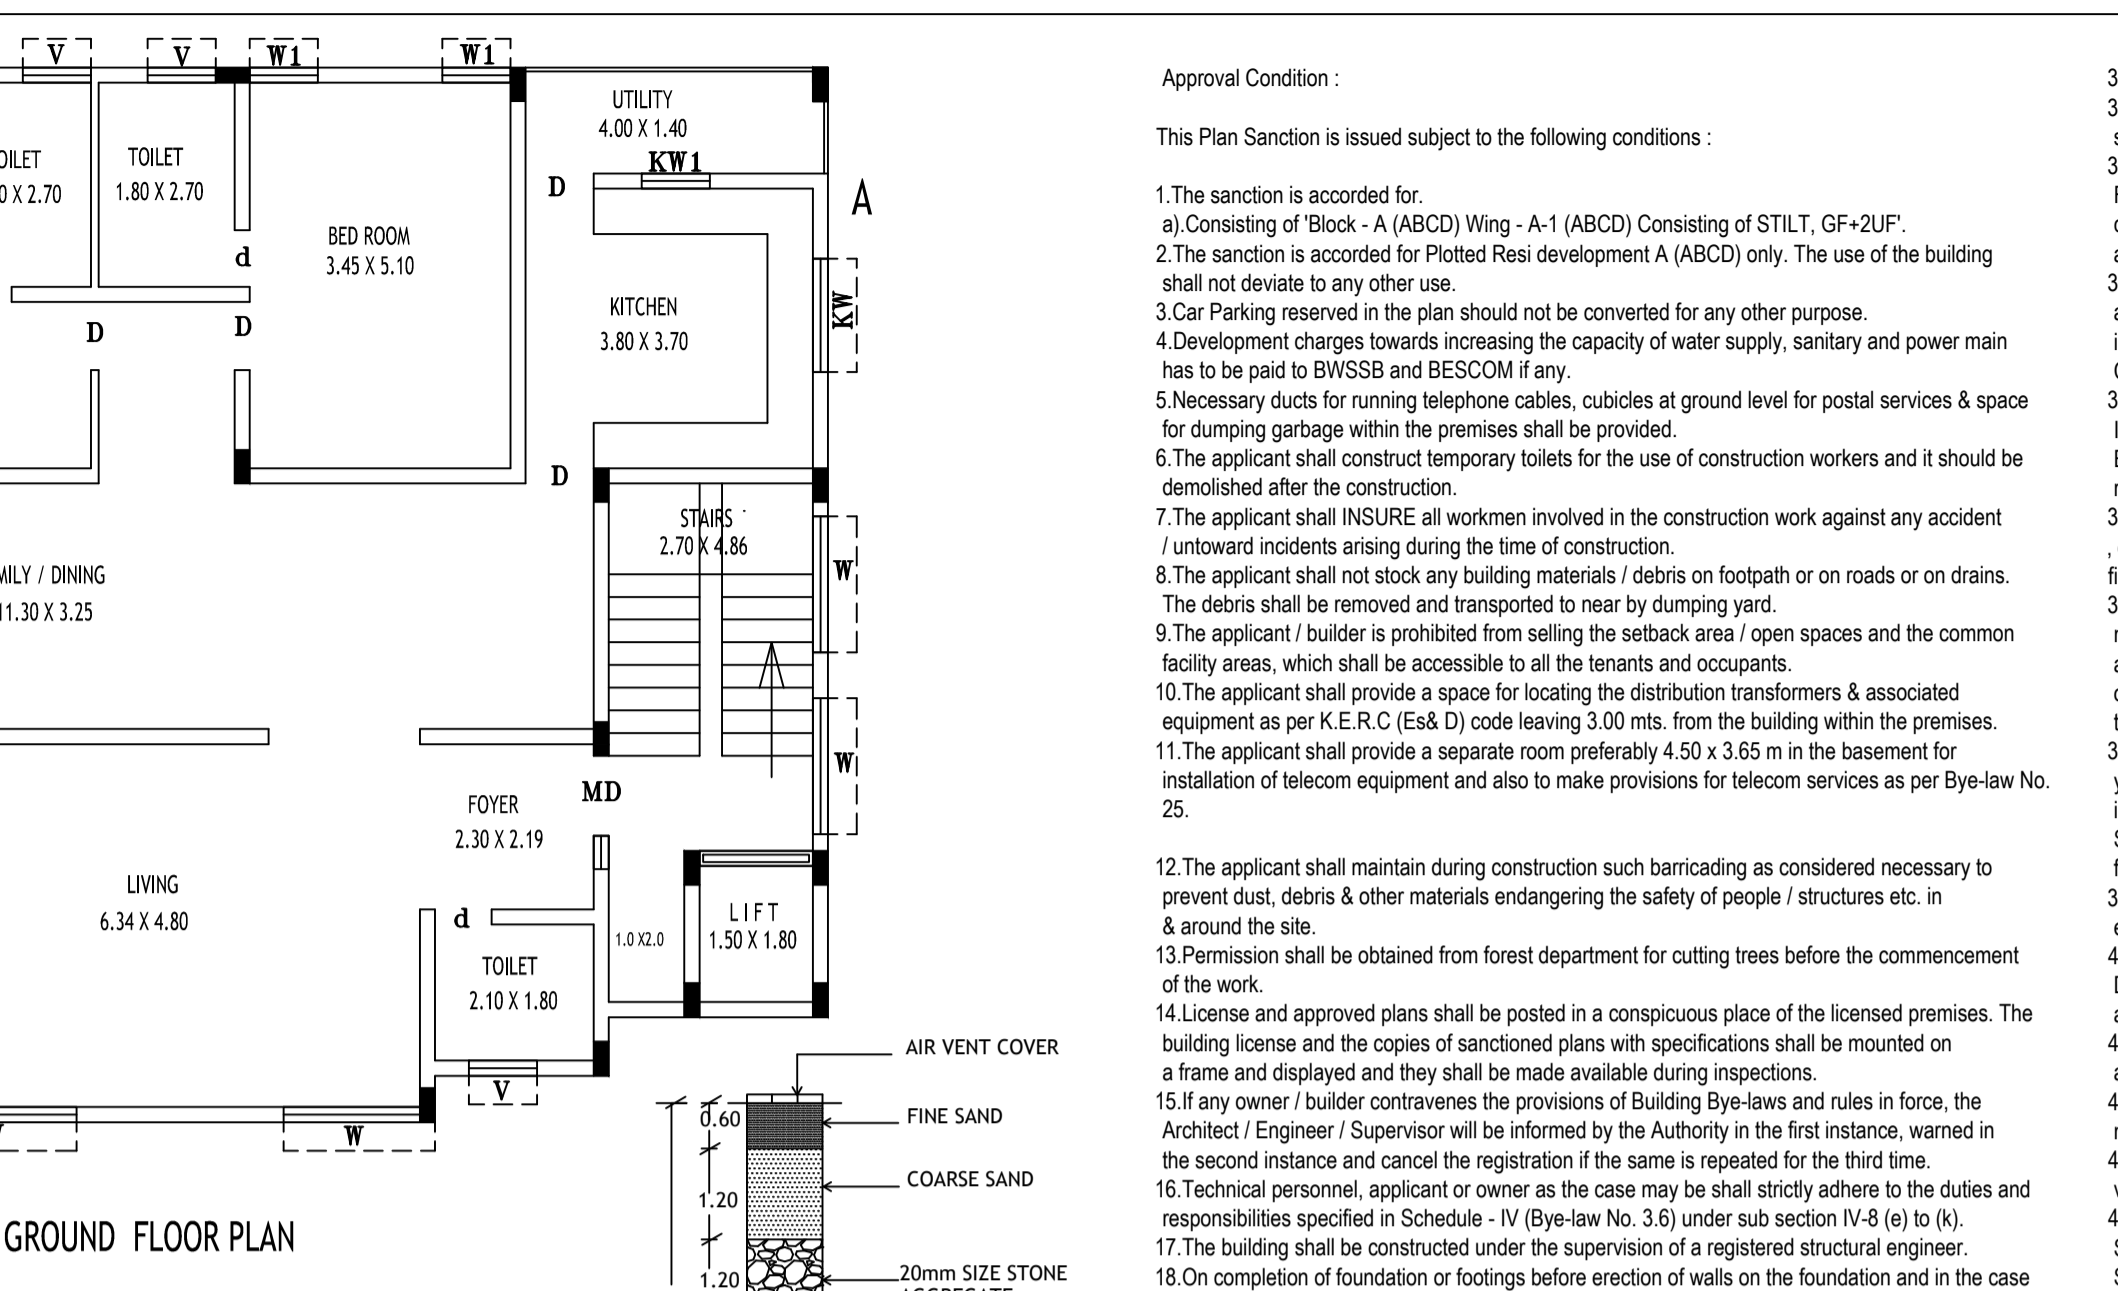 V
V
W1
W1
UTILITY
4.00 X 1.40
KW1
TOILET
1.80 X 2.70
D
A
X 2.70
BED ROOM
3.45 X 5.10
d
KITCHEN
3.80 X 3.70
KW
D
D
D
STAIRS
2.70 X 4.86
W
/ DINING
11.30 X 3.25
W
MD
FOYER
2.30 X 2.19
LIVING
6.34 X 4.80
d
LIFT
1.50 X 1.80
1.0 X2.0
TOILET
2.10 X 1.80
V
W
GROUND FLOOR PLAN
AIR VENT COVER
0.60
FINE SAND
1.20
COARSE SAND
1.20
20mm SIZE STONE
AGGREGATE
Approval Condition :
This Plan Sanction is issued subject to the following conditions :
1.The sanction is accorded for.
a).Consisting of 'Block - A (ABCD) Wing - A-1 (ABCD) Consisting of STILT, GF+2UF'.
2.The sanction is accorded for Plotted Resi development A (ABCD) only. The use of the building
shall not deviate to any other use.
3.Car Parking reserved in the plan should not be converted for any other purpose.
4.Development charges towards increasing the capacity of water supply, sanitary and power main
has to be paid to BWSSB and BESCOM if any.
5.Necessary ducts for running telephone cables, cubicles at ground level for postal services & space
for dumping garbage within the premises shall be provided.
6.The applicant shall construct temporary toilets for the use of construction workers and it should be
demolished after the construction.
7.The applicant shall INSURE all workmen involved in the construction work against any accident
/ untoward incidents arising during the time of construction.
8.The applicant shall not stock any building materials / debris on footpath or on roads or on drains.
The debris shall be removed and transported to near by dumping yard.
9.The applicant / builder is prohibited from selling the setback area / open spaces and the common
facility areas, which shall be accessible to all the tenants and occupants.
10.The applicant shall provide a space for locating the distribution transformers & associated
equipment as per K.E.R.C (Es& D) code leaving 3.00 mts. from the building within the premises.
11.The applicant shall provide a separate room preferably 4.50 x 3.65 m in the basement for
installation of telecom equipment and also to make provisions for telecom services as per Bye-law No.
25.
12.The applicant shall maintain during construction such barricading as considered necessary to
prevent dust, debris & other materials endangering the safety of people / structures etc. in
& around the site.
13.Permission shall be obtained from forest department for cutting trees before the commencement
of the work.
14.License and approved plans shall be posted in a conspicuous place of the licensed premises. The
building license and the copies of sanctioned plans with specifications shall be mounted on
a frame and displayed and they shall be made available during inspections.
15.If any owner / builder contravenes the provisions of Building Bye-laws and rules in force, the
Architect / Engineer / Supervisor will be informed by the Authority in the first instance, warned in
the second instance and cancel the registration if the same is repeated for the third time.
16.Technical personnel, applicant or owner as the case may be shall strictly adhere to the duties and
responsibilities specified in Schedule - IV (Bye-law No. 3.6) under sub section IV-8 (e) to (k).
17.The building shall be constructed under the supervision of a registered structural engineer.
18.On completion of foundation or footings before erection of walls on the foundation and in the case